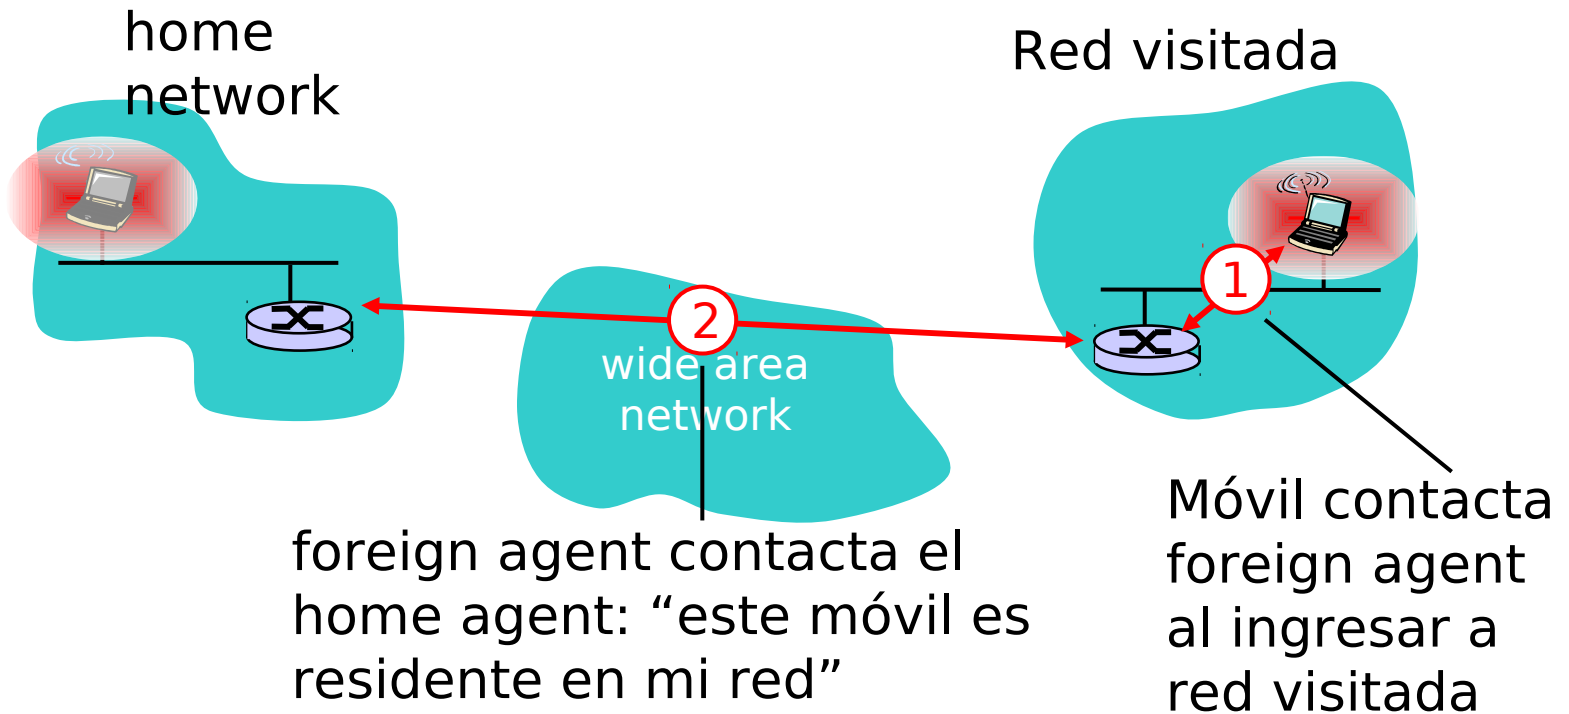 home
network
Red visitada
1
2
wide area
network
foreign agent contacta el
home agent: “este móvil es
residente en mi red”
Móvil contacta
foreign agent
al ingresar a
red visitada